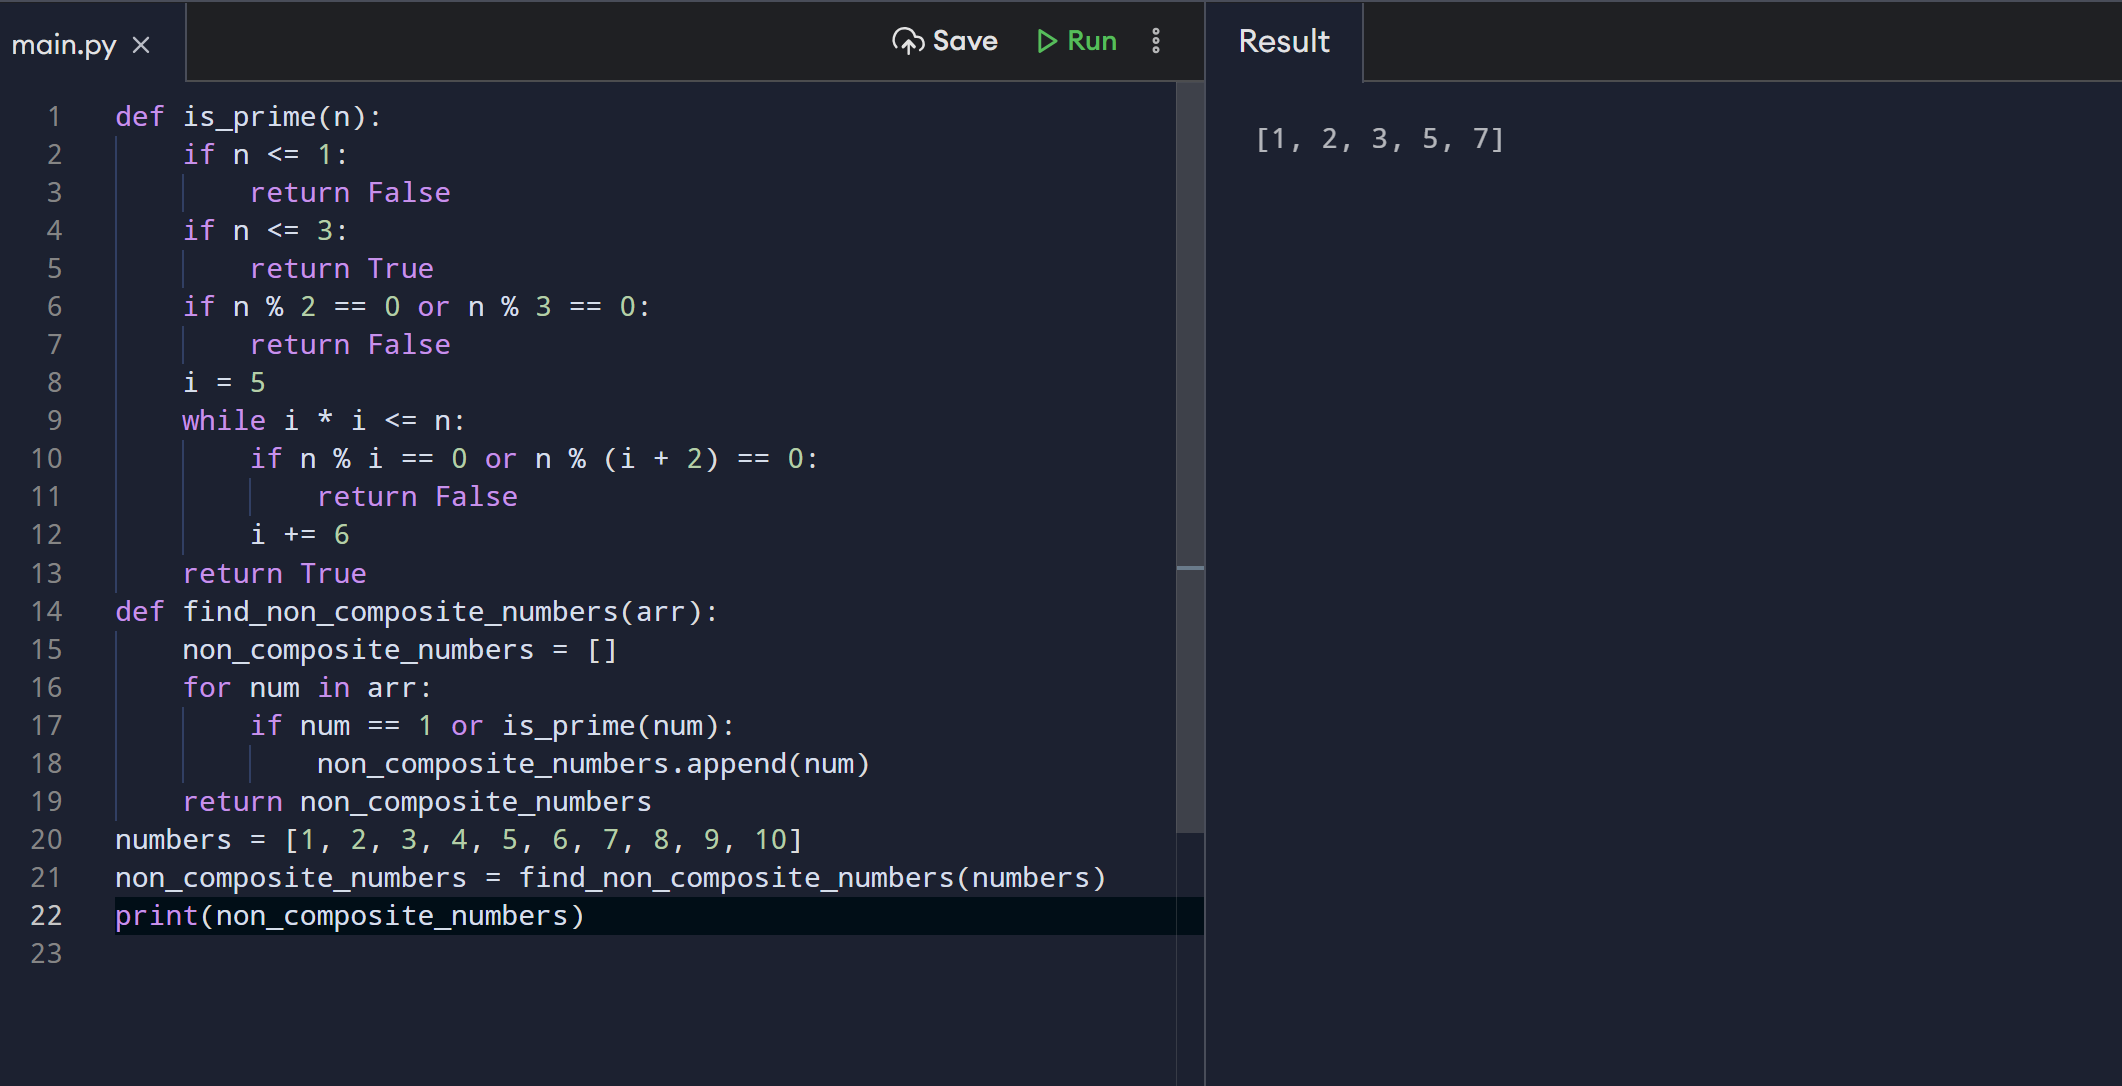 main.py
Save Run
Result
1 def is_prime(n):
2     if n <= 1:
3         return False
4     if n <= 3:
5         return True
6     if n % 2 == 0 or n % 3 == 0:
7         return False
8     i = 5
9     while i * i <= n:
10         if n % i == 0 or n % (i + 2) == 0:
11             return False
12         i += 6
13     return True
14 def find_non_composite_numbers(arr):
15     non_composite_numbers = []
16     for num in arr:
17         if num == 1 or is_prime(num):
18             non_composite_numbers.append(num)
19     return non_composite_numbers
20 numbers = [1, 2, 3, 4, 5, 6, 7, 8, 9, 10]
21 non_composite_numbers = find_non_composite_numbers(numbers)
22 print(non_composite_numbers)
23
[1, 2, 3, 5, 7]